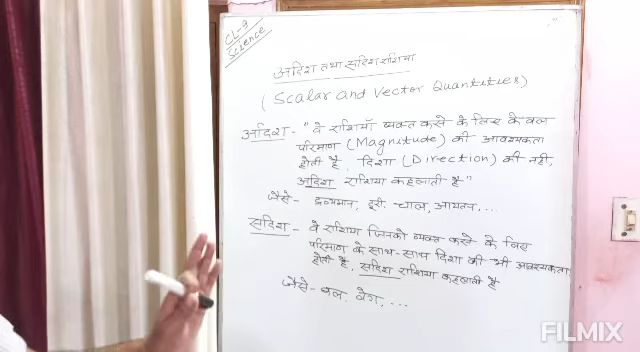 CL-9
Science
अदिश तथा सदिश राशियां
(Scalar and Vector Quantities)
अदिश - "वे राशियाँ व्यक्त करने के लिए केवल
परिमाण (Magnitude) की आवश्यकता
होती है, दिशा (Direction) की नहीं,
अदिश राशियां कहलाती है"
जैसे - द्रव्यमान, दूरी, चाल, आयतन, ...
सदिश - वे राशियां जिनको व्यक्त करने के लिए
परिमाण के साथ-साथ दिशा की भी आवश्यकता
होती है, सदिश राशियां कहलाती है
जैसे - बल, वेग, ...
FILMIX